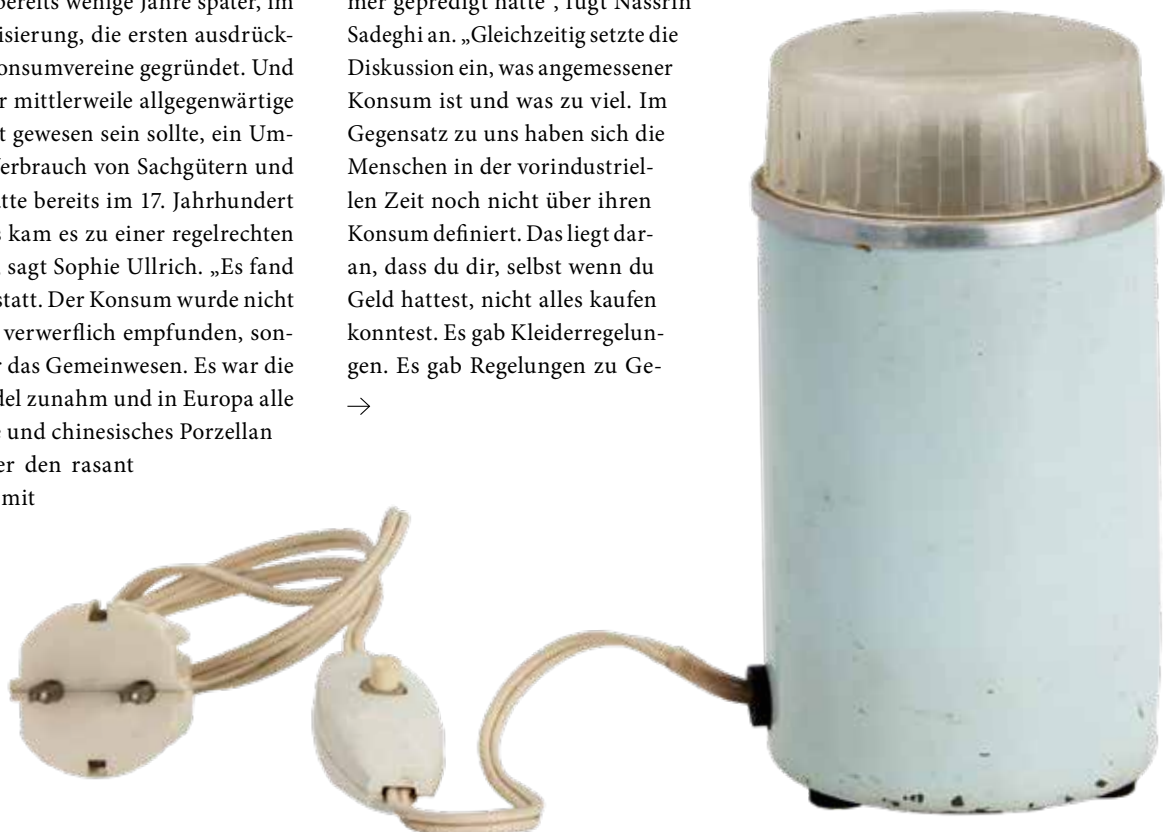 bereits wenige Jahre später, im
isierung, die ersten ausdrück-
onsumvereine gegründet. Und
r mittlerweile allgegenwärtige
t gewesen sein sollte, ein Um-
Verbrauch von Sachgütern und
tte bereits im 17. Jahrhundert
s kam es zu einer regelrechten
sagt Sophie Ullrich. „Es fand
statt. Der Konsum wurde nicht
verwerflich empfunden, son-
r das Gemeinwesen. Es war die
del zunahm und in Europa alle
e und chinesisches Porzellan
er den rasant
mit
mer gepredigt hatte“, fügt Nassrin
Sadeghi an. „Gleichzeitig setzte die
Diskussion ein, was angemessener
Konsum ist und was zu viel. Im
Gegensatz zu uns haben sich die
Menschen in der vorindustriel-
len Zeit noch nicht über ihren
Konsum definiert. Das liegt dar-
an, dass du dir, selbst wenn du
Geld hattest, nicht alles kaufen
konntest. Es gab Kleiderregelun-
gen. Es gab Regelungen zu Ge-
→